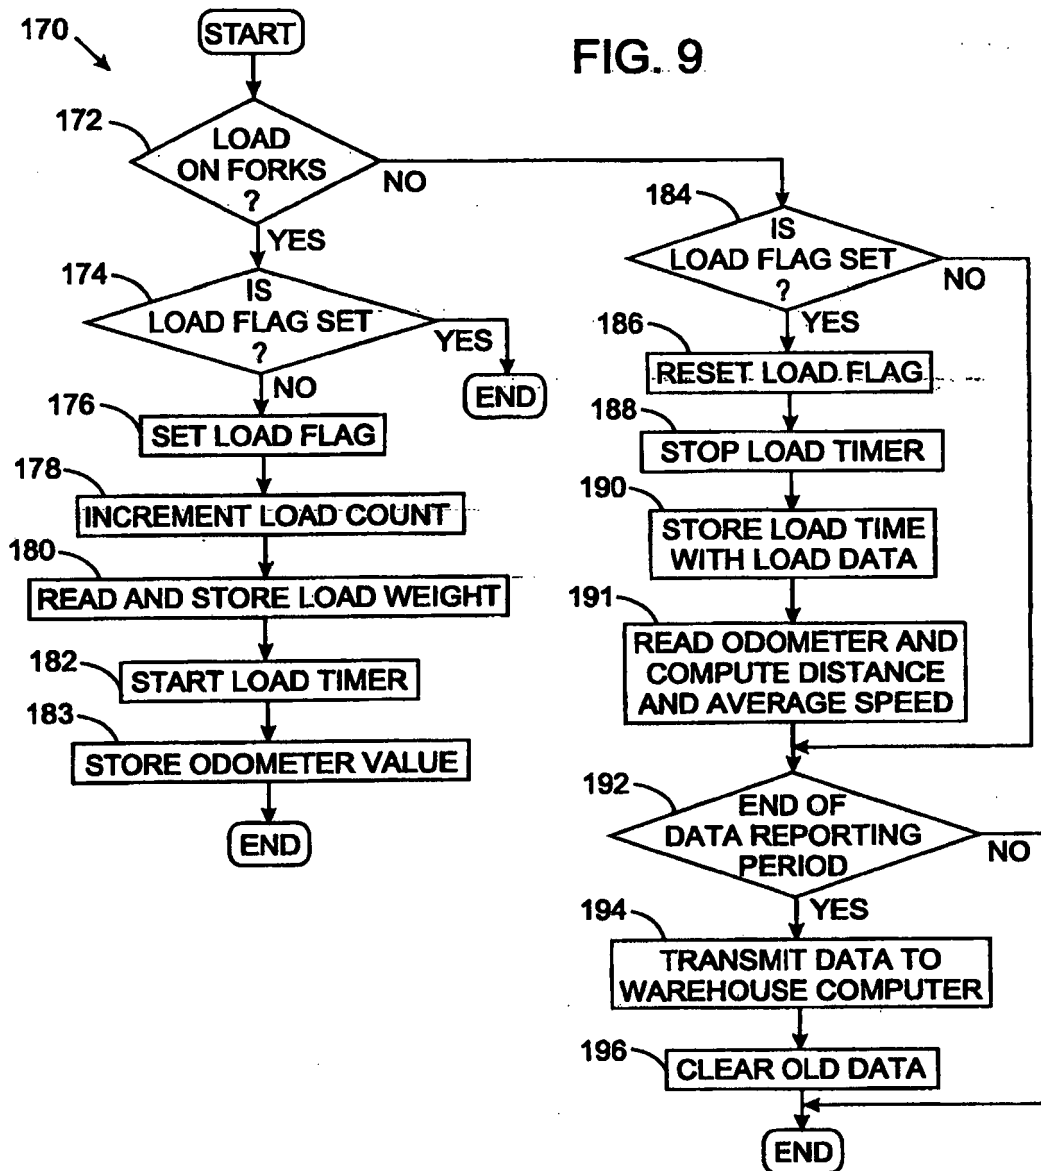 170
START
FIG. 9
172
LOAD
ON FORKS
?
NO
YES
174
IS
LOAD FLAG SET
?
YES
END
NO
176
SET LOAD FLAG
178
INCREMENT LOAD COUNT
180
READ AND STORE LOAD WEIGHT
182
START LOAD TIMER
183
STORE ODOMETER VALUE
END
184
IS
LOAD FLAG SET
?
NO
YES
186
RESET LOAD FLAG
188
STOP LOAD TIMER
190
STORE LOAD TIME
WITH LOAD DATA
191
READ ODOMETER AND
COMPUTE DISTANCE
AND AVERAGE SPEED
192
END OF
DATA REPORTING
PERIOD
NO
YES
194
TRANSMIT DATA TO
WAREHOUSE COMPUTER
196
CLEAR OLD DATA
END